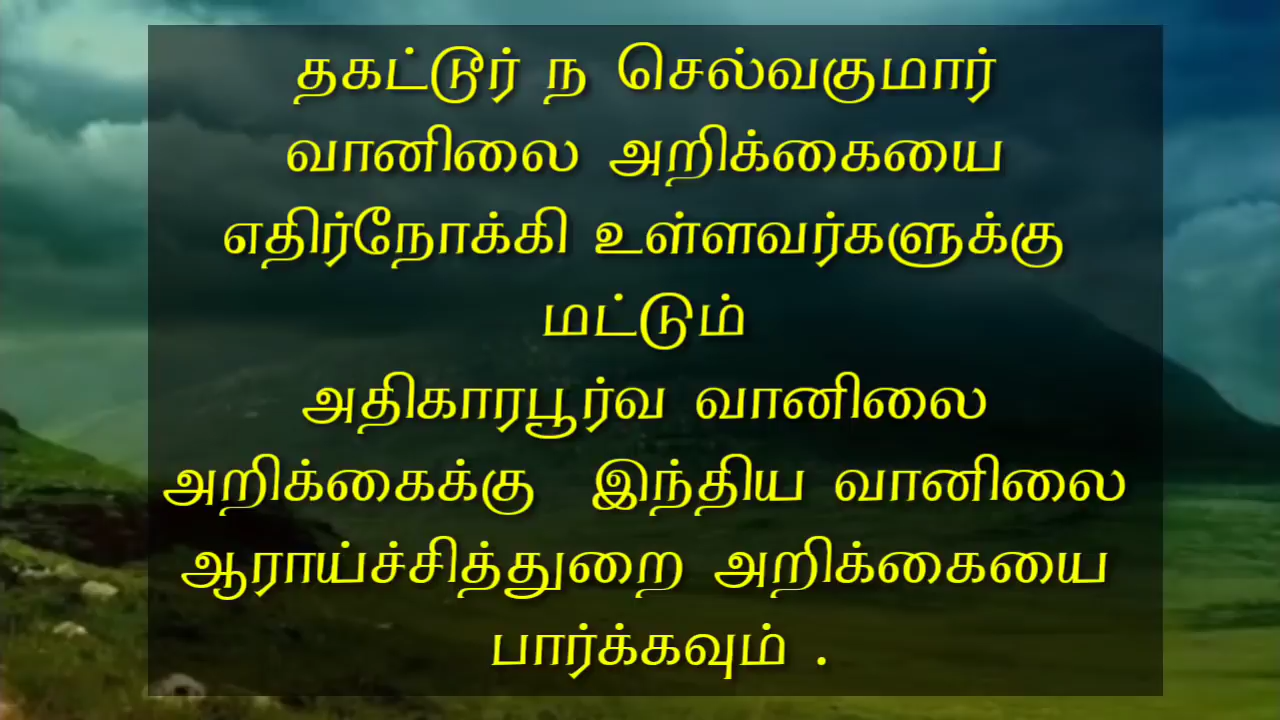 தகட்டூர் ந செல்வகுமார்
வானிலை அறிக்கையை
எதிர்நோக்கி உள்ளவர்களுக்கு
மட்டும்
அதிகாரபூர்வ வானிலை
அறிக்கைக்கு இந்திய வானிலை
ஆராய்ச்சித்துறை அறிக்கையை
பார்க்கவும் .